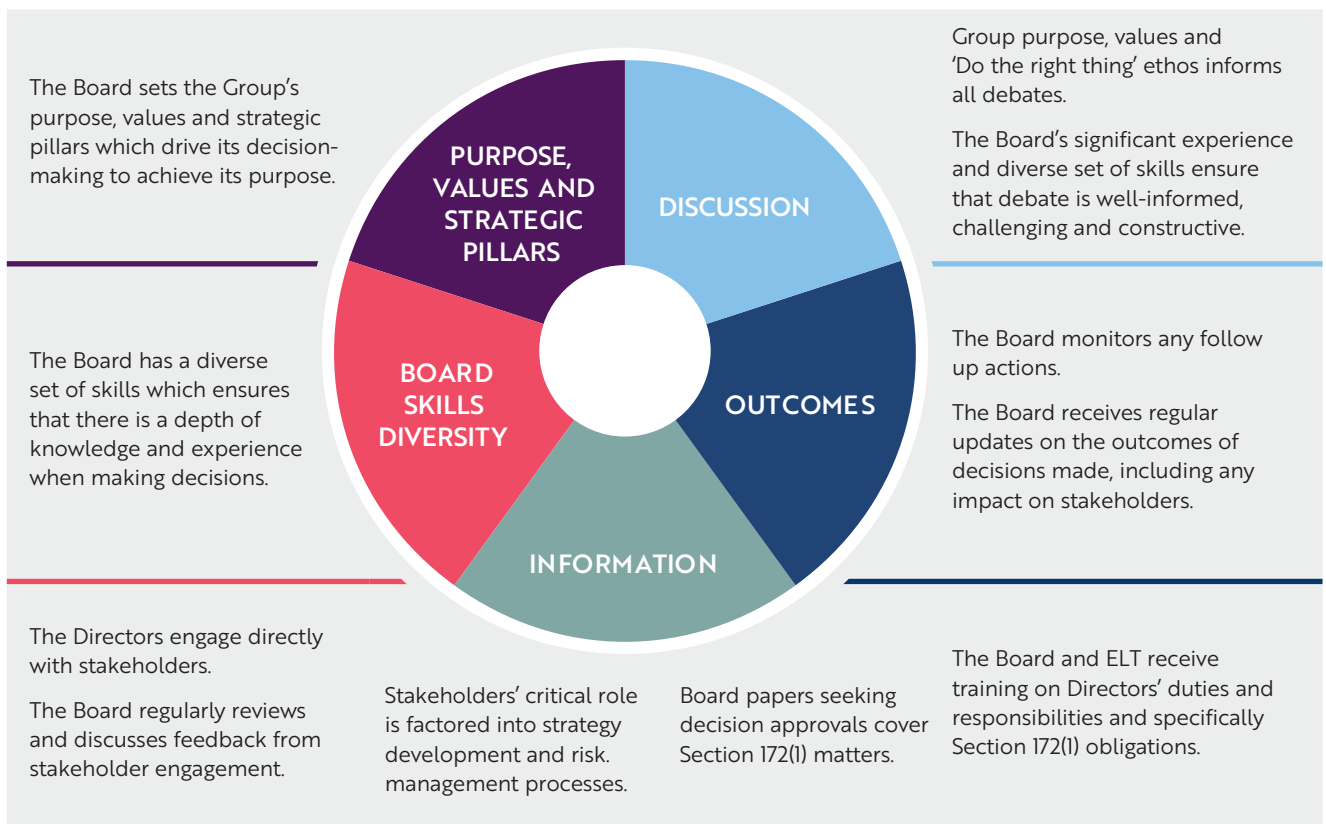 The Board sets the Group's
purpose, values and strategic
pillars which drive its decision-
making to achieve its purpose.
PURPOSE,
VALUES AND
STRATEGIC
PILLARS
DISCUSSION
Group purpose, values and
'Do the right thing' ethos informs
all debates.
The Board's significant experience
and diverse set of skills ensure
that debate is well-informed,
challenging and constructive.
The Board has a diverse
set of skills which ensures
that there is a depth of
knowledge and experience
when making decisions.
BOARD
SKILLS
DIVERSITY
OUTCOMES
The Board monitors any follow
up actions.
The Board receives regular
updates on the outcomes of
decisions made, including any
impact on stakeholders.
INFORMATION
The Directors engage directly
with stakeholders.
The Board regularly reviews
and discusses feedback from
stakeholder engagement.
Stakeholders' critical role
is factored into strategy
development and risk.
management processes.
Board papers seeking
decision approvals cover
Section 172(1) matters.
The Board and ELT receive
training on Directors' duties and
responsibilities and specifically
Section 172(1) obligations.